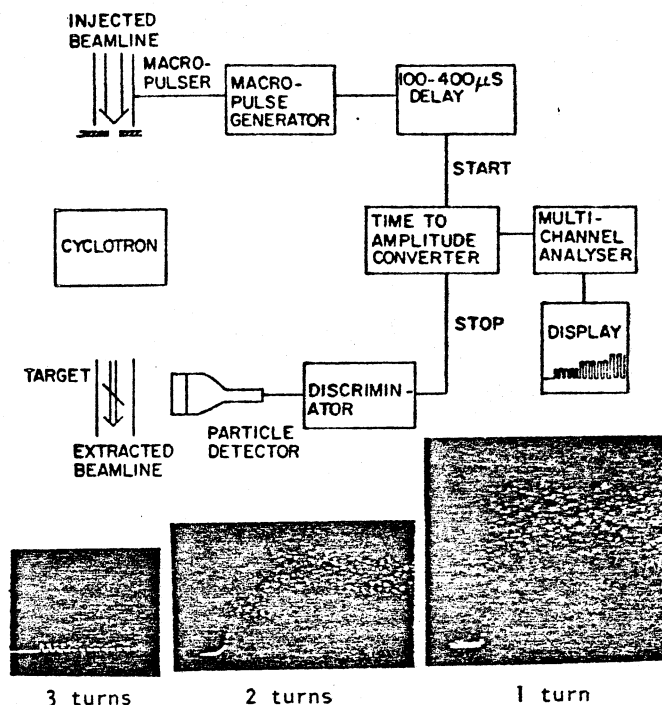 INJECTED
BEAMLINE
MACRO-
PULSER
MACRO-
PULSE
GENERATOR
100-400µS
DELAY
START
CYCLOTRON
TIME TO
AMPLITUDE
CONVERTER
MULTI-
CHANNEL
ANALYSER
STOP
DISPLAY
TARGET
DISCRIMIN-
ATOR
PARTICLE
DETECTOR
EXTRACTED
BEAMLINE
3 turns
2 turns
1 turn